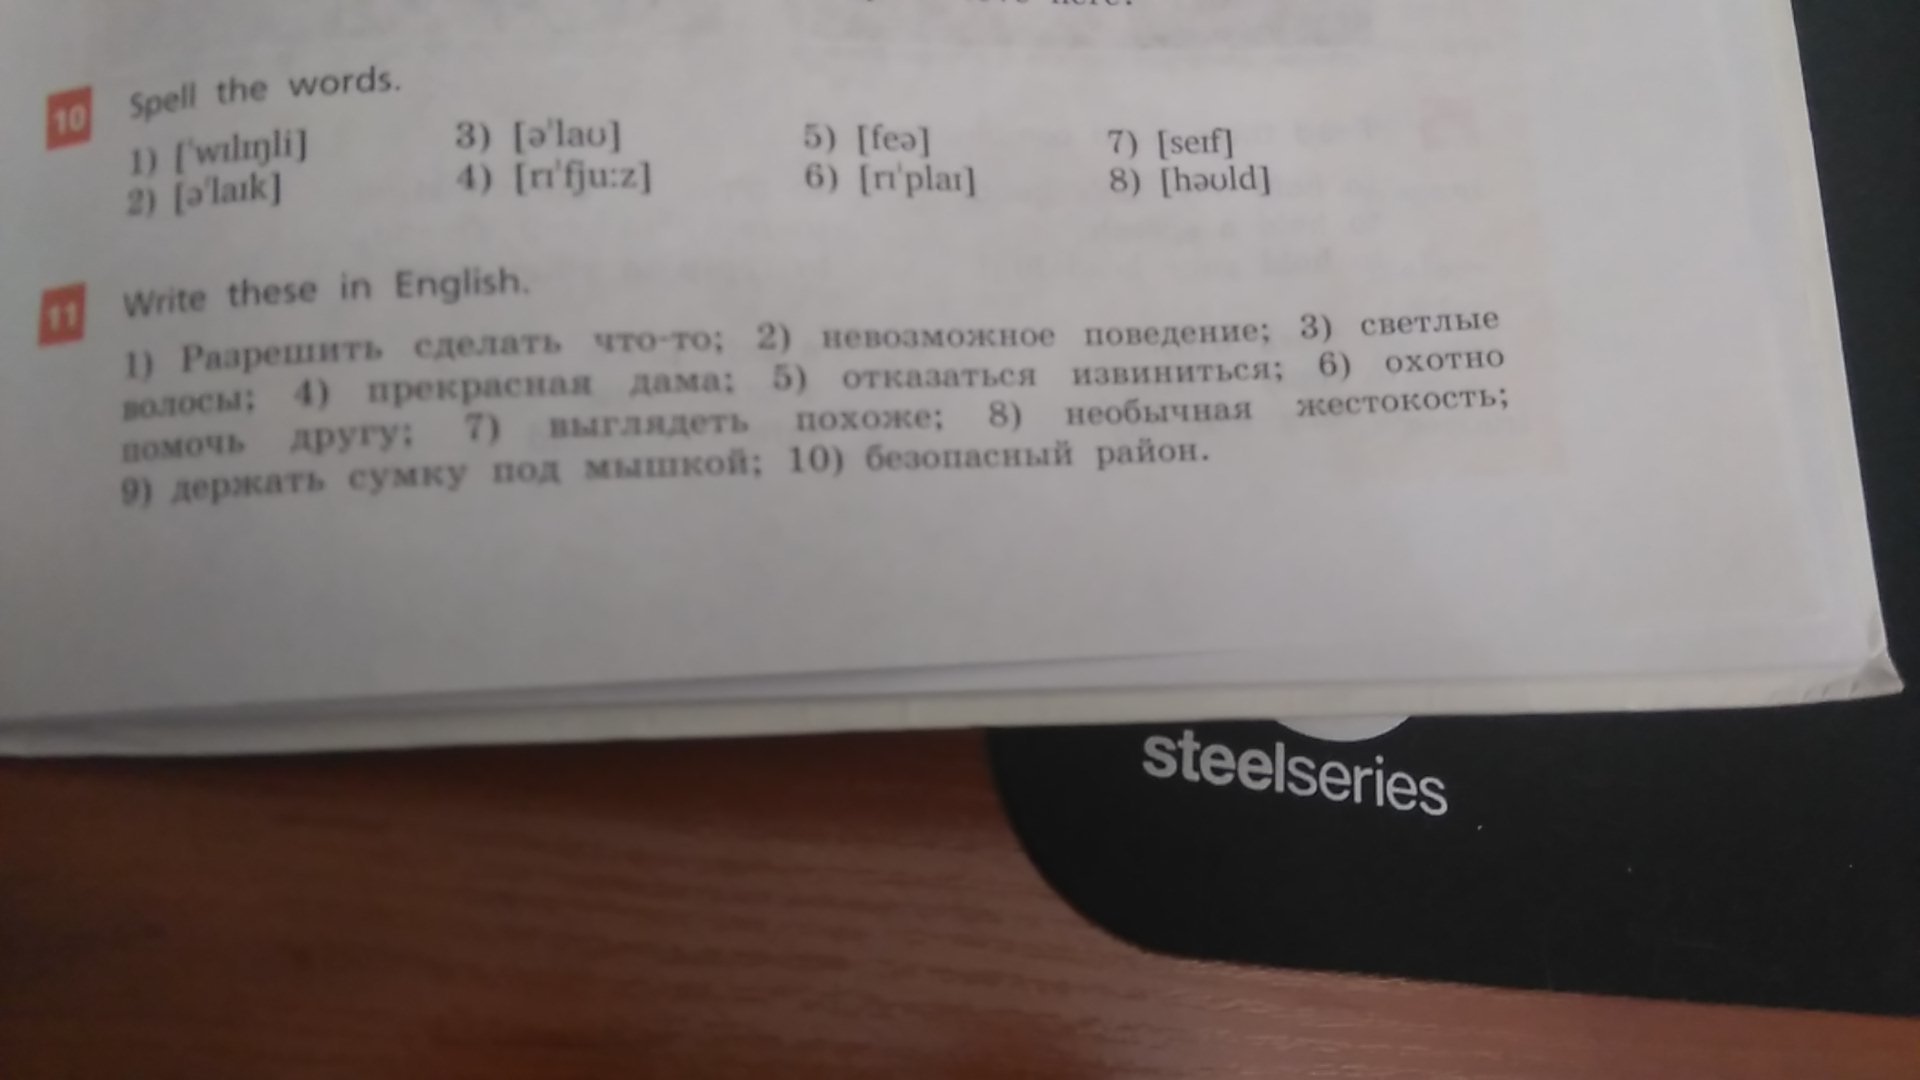 here.
10 Spell the words.
1) [ˈwɪlɪŋli] 3) [əˈlaʊ] 5) [feə] 7) [seɪf]
2) [əˈlaɪk] 4) [rɪˈfju:z] 6) [rɪˈplaɪ] 8) [həʊld]
11 Write these in English.
1) Разрешить сделать что-то; 2) невозможное поведение; 3) светлые
волосы; 4) прекрасная дама; 5) отказаться извиниться; 6) охотно
помочь другу; 7) выглядеть похоже; 8) необычная жестокость;
9) держать сумку под мышкой; 10) безопасный район.
steelseries